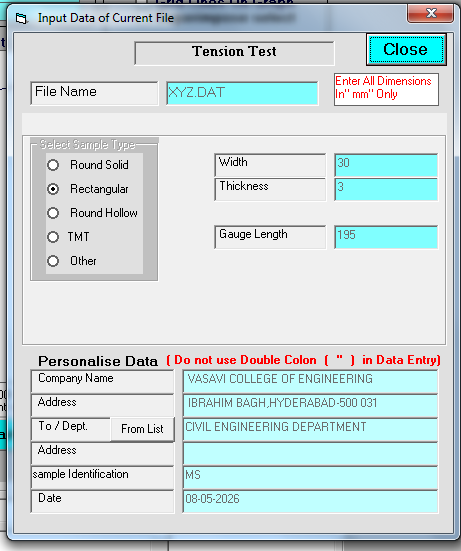 Input Data of Current File
Tension Test
Close
File Name
XYZ.DAT
Enter All Dimensions
In" mm" Only
Select Sample Type
Round Solid
Rectangular
Round Hollow
TMT
Other
Width
30
Thickness
3
Gauge Length
195
Personalise Data ( Do not use Double Colon ( " ) in Data Entry)
Company Name
VASAVI COLLEGE OF ENGINEERING
Address
IBRAHIM BAGH,HYDERABAD-500 031
To / Dept.
From List
CIVIL ENGINEERING DEPARTMENT
Address
sample Identification
MS
Date
08-05-2026